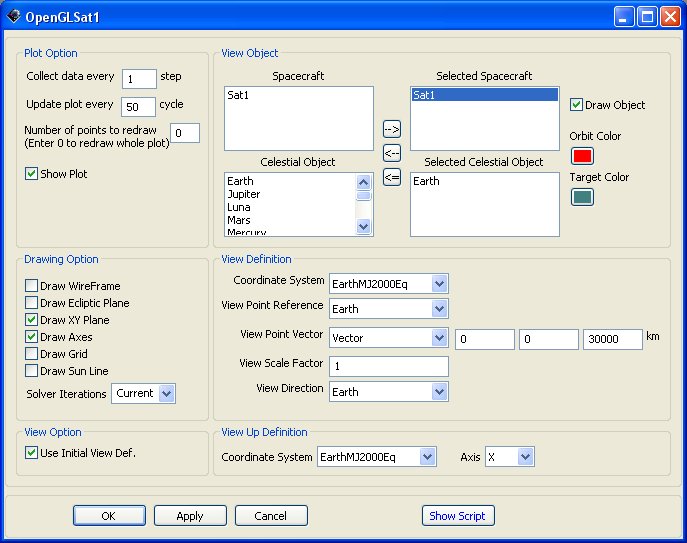 OpenGLSat1
Plot Option
Collect data every 1 step
Update plot every 50 cycle
Number of points to redraw 0
(Enter 0 to redraw whole plot)
Show Plot
View Object
Spacecraft
Sat1
-->
<--
<=
Selected Spacecraft
Sat1
Draw Object
Orbit Color
Target Color
Celestial Object
Earth
Jupiter
Luna
Mars
Mercury
Selected Celestial Object
Earth
Drawing Option
Draw WireFrame
Draw Ecliptic Plane
Draw XY Plane
Draw Axes
Draw Grid
Draw Sun Line
Solver Iterations Current
View Definition
Coordinate System EarthMJ2000Eq
View Point Reference Earth
View Point Vector Vector 0 0 30000 km
View Scale Factor 1
View Direction Earth
View Option
Use Initial View Def.
View Up Definition
Coordinate System EarthMJ2000Eq Axis X
OK Apply Cancel Show Script